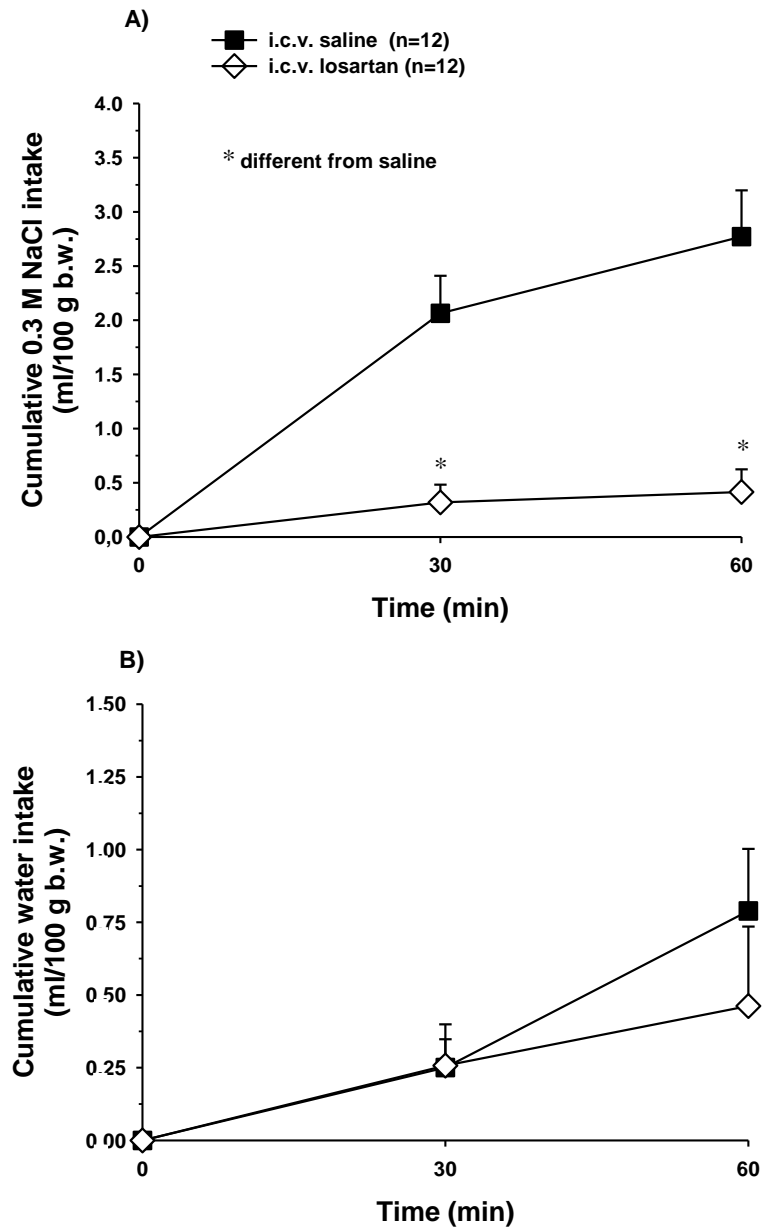 A)
i.c.v. saline (n=12)
i.c.v. losartan (n=12)
* different from saline
Cumulative 0.3 M NaCl intake
(ml/100 g b.w.)
4.0
3.5
3.0
2.5
2.0
1.5
1.0
0.5
0,0
*
*
0
30
60
Time (min)
B)
Cumulative water intake
(ml/100 g b.w.)
1.50
1.25
1.00
0.75
0.50
0.25
0.00
0
30
60
Time (min)